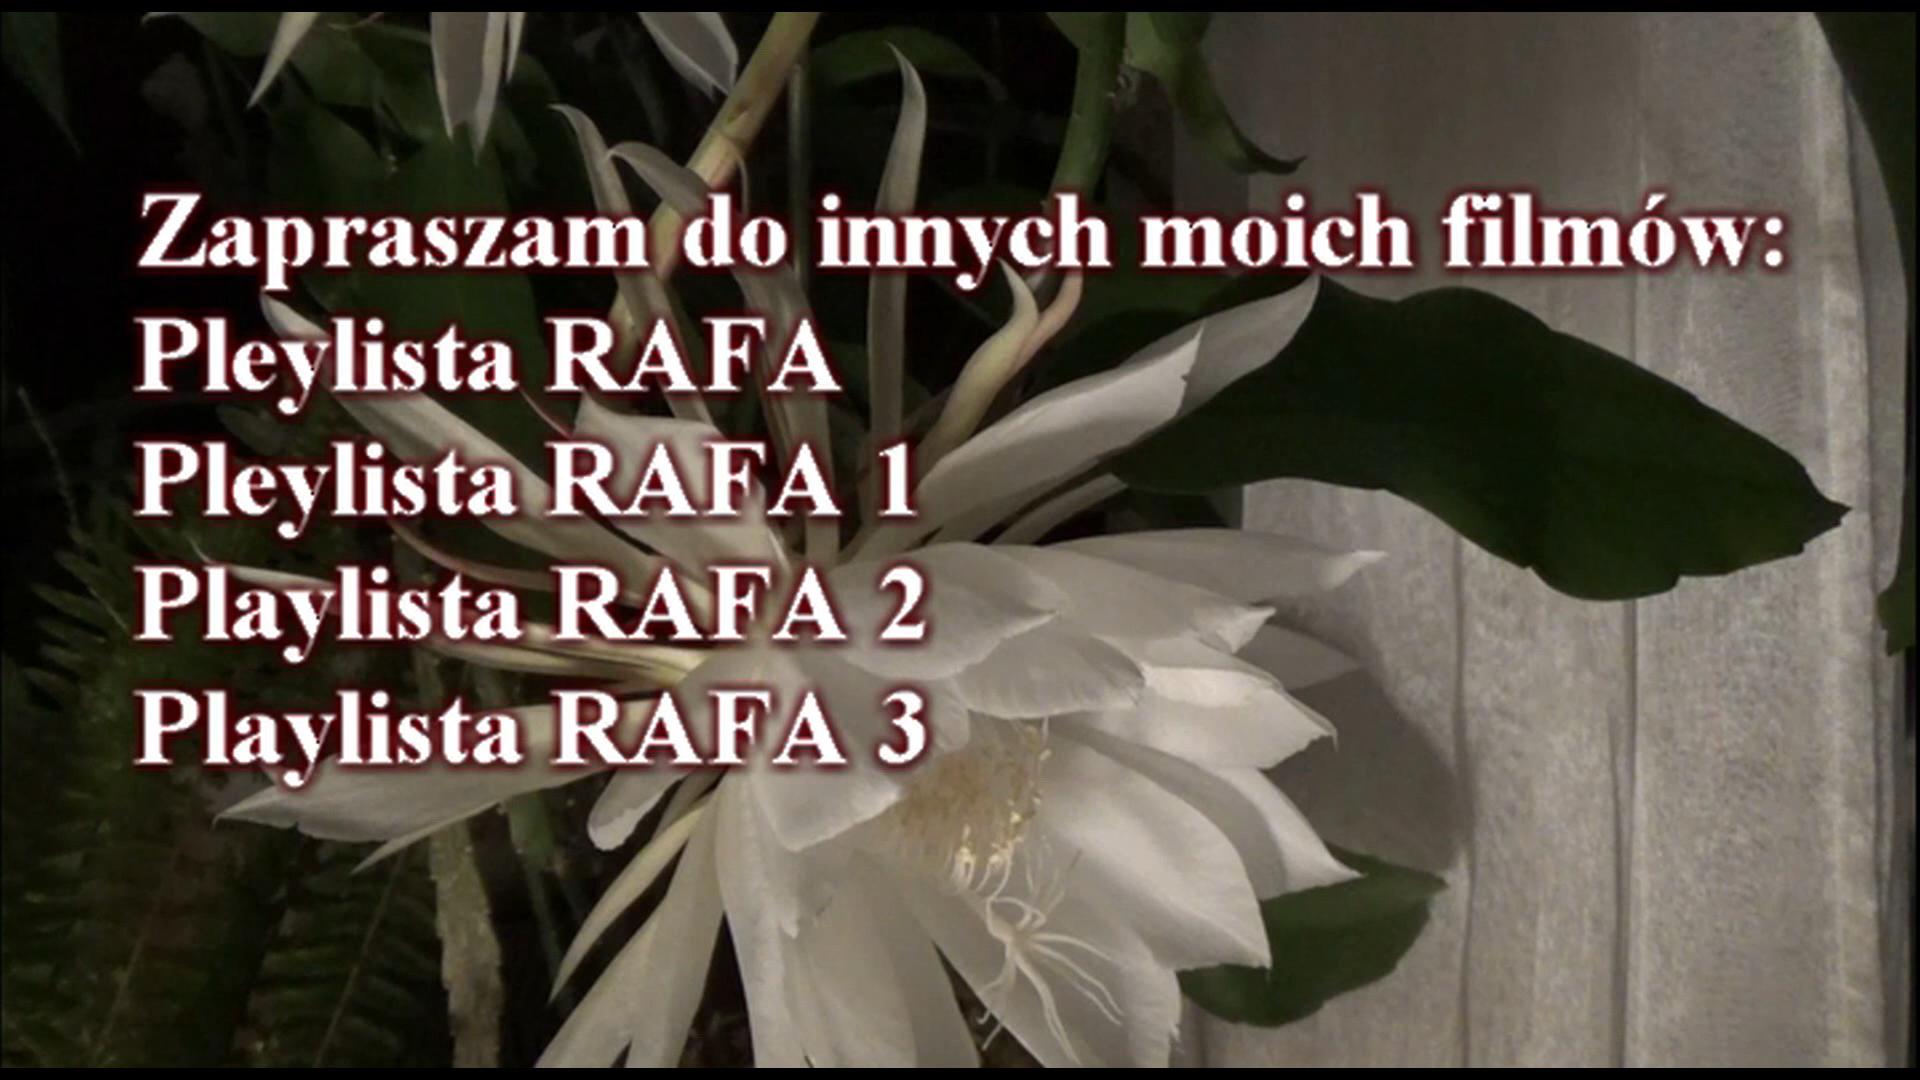 Zapraszam do innych moich filmów:
Pleylista RAFA
Pleylista RAFA 1
Playlista RAFA 2
Playlista RAFA 3